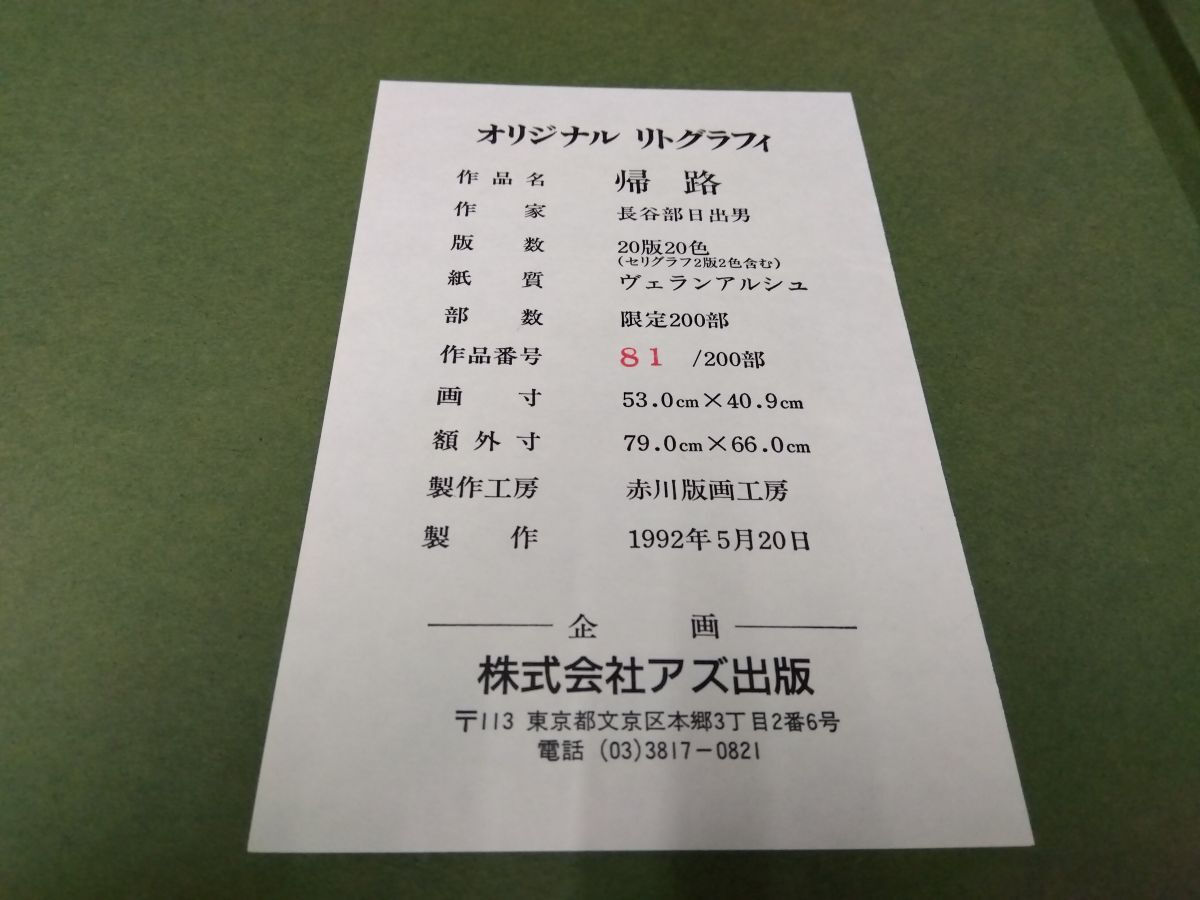 オリジナル リトグラフィ
作品名 帰路
作家 長谷部日出男
版数 20版20色
(セリグラフ2版2色含む)
紙質 ヴェランアルシュ
部数 限定200部
作品番号 81 /200部
画寸 53.0cm×40.9cm
額外寸 79.0cm×66.0cm
製作工房 赤川版画工房
製作 1992年5月20日
企画
株式会社アズ出版
〒113 東京都文京区本郷3丁目2番6号
電話 (03)3817-0821